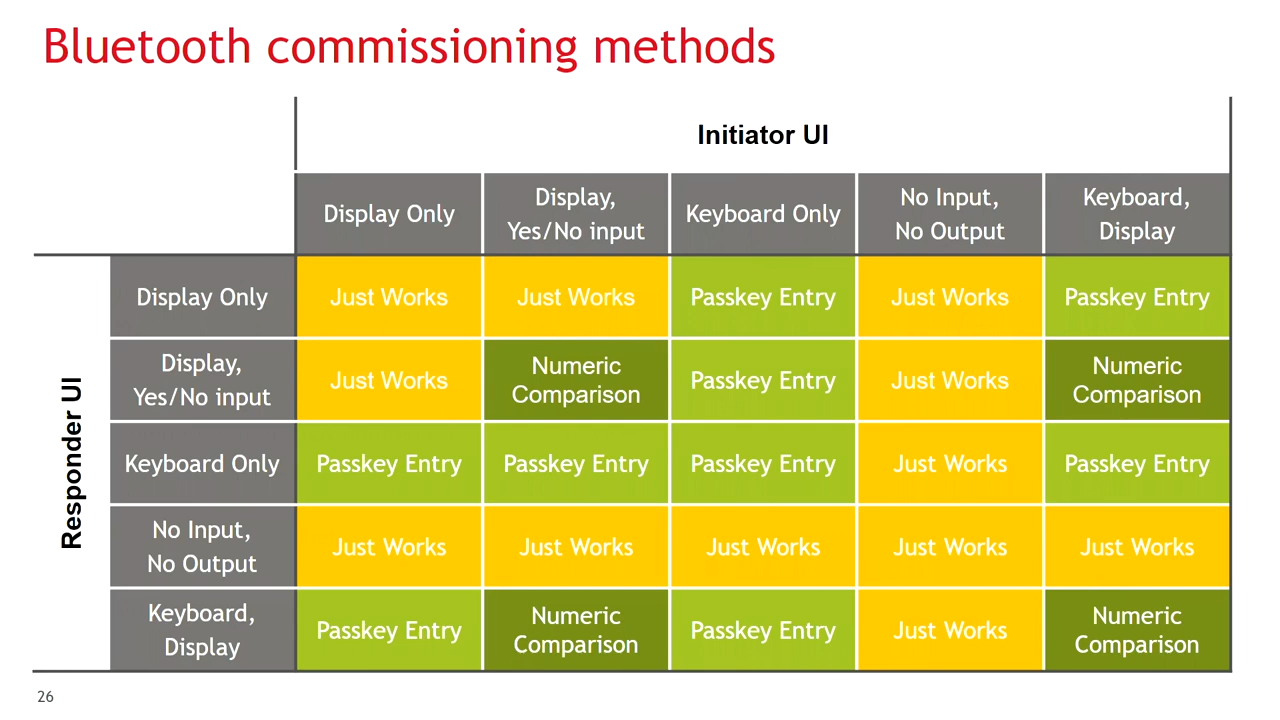 Bluetooth commissioning methods
Initiator UI
Display Only
Display,
Yes/No input
Keyboard Only
No Input,
No Output
Keyboard,
Display
Responder UI
Display Only
Just Works
Just Works
Passkey Entry
Just Works
Passkey Entry
Display,
Yes/No input
Just Works
Numeric
Comparison
Passkey Entry
Just Works
Numeric
Comparison
Keyboard Only
Passkey Entry
Passkey Entry
Passkey Entry
Just Works
Passkey Entry
No Input,
No Output
Just Works
Just Works
Just Works
Just Works
Just Works
Keyboard,
Display
Passkey Entry
Numeric
Comparison
Passkey Entry
Just Works
Numeric
Comparison
26